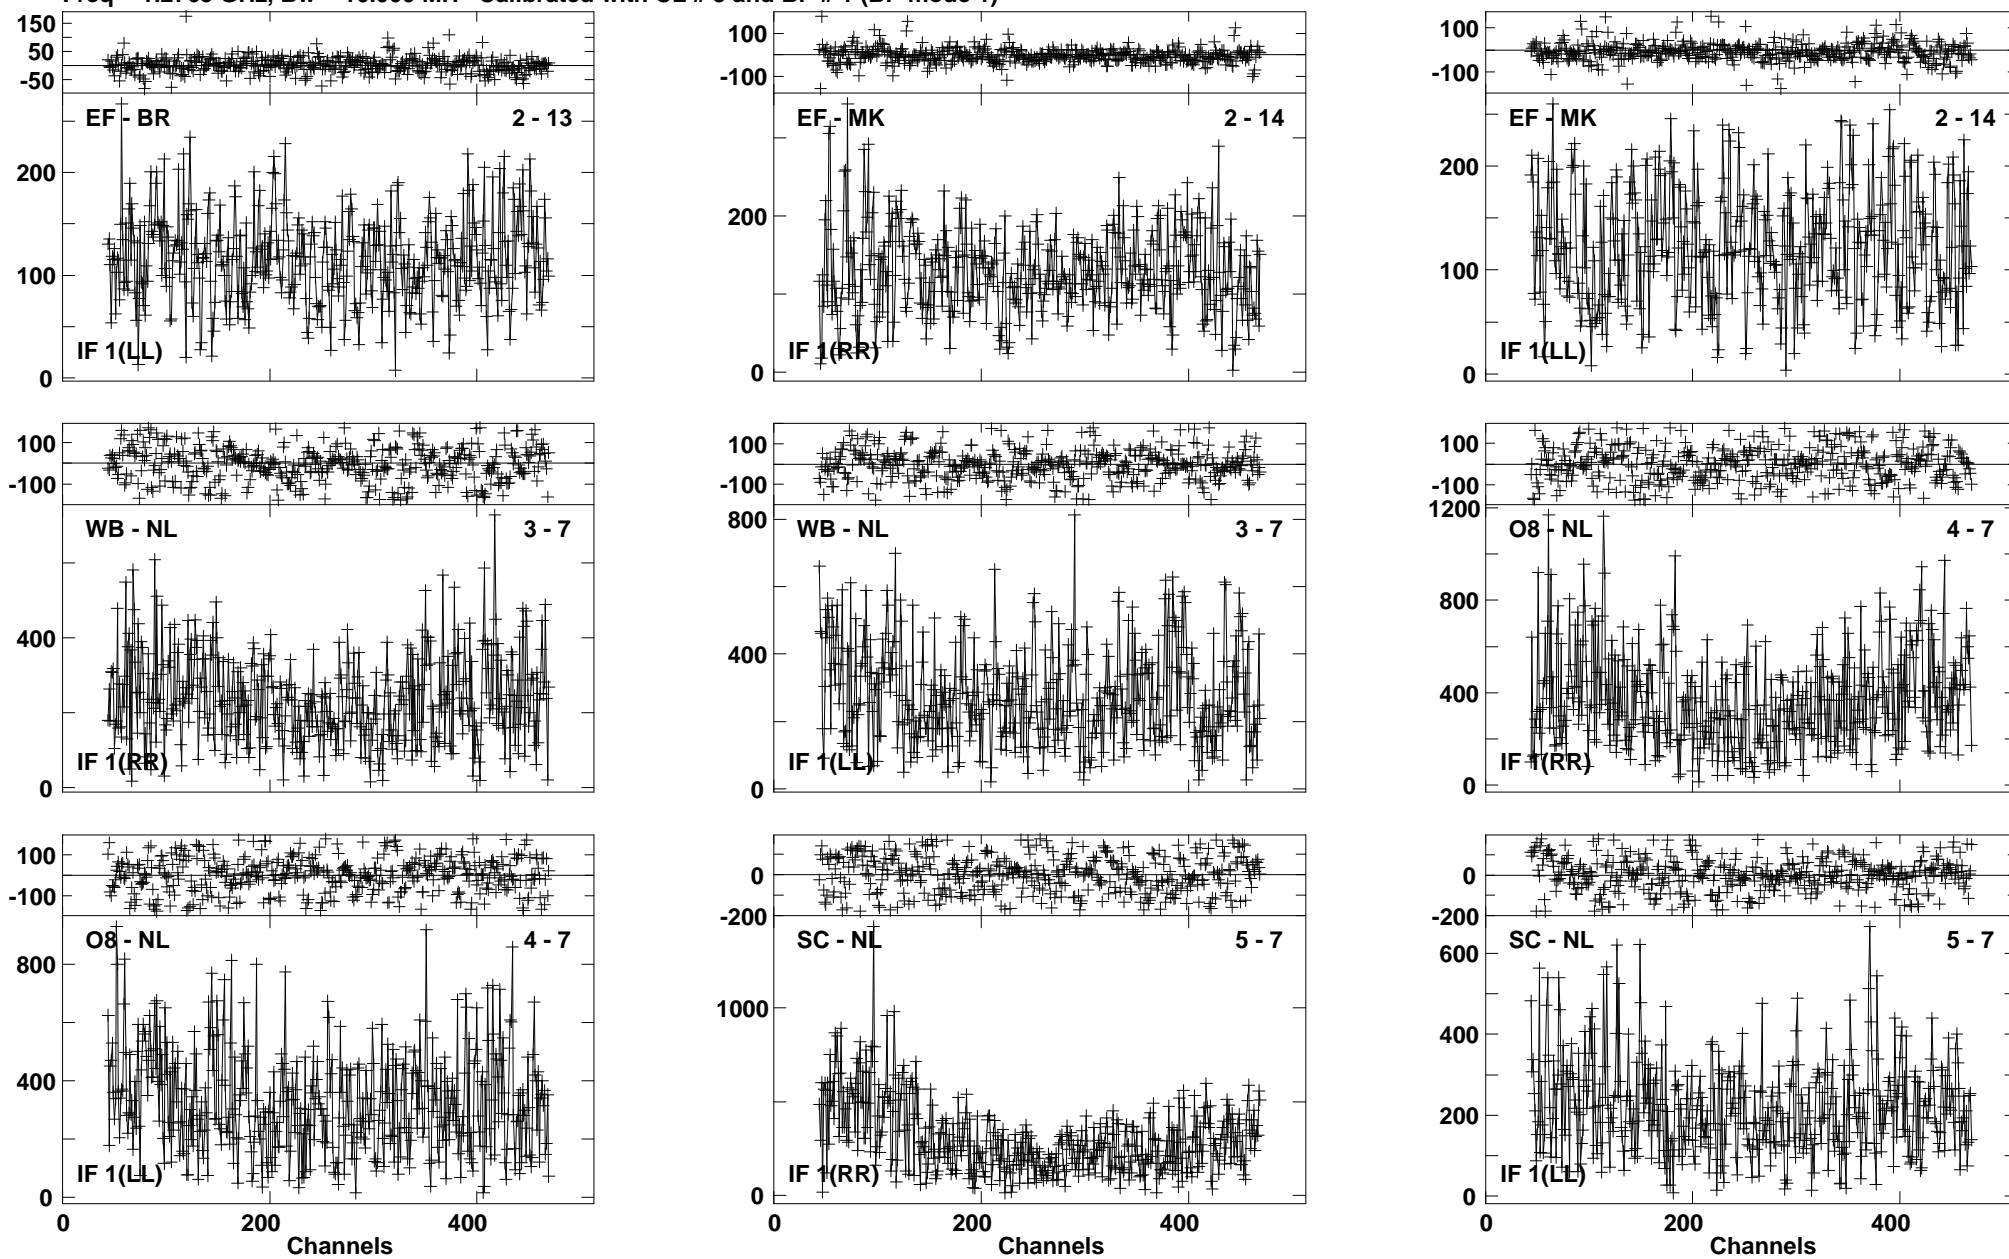 150 50 -50
EF - BR 2 - 13
200 100 0
IF 1(LL)
100 -100
EF - MK 2 - 14
200 0
IF 1(RR)
100 -100
EF - MK 2 - 14
200 100 0
IF 1(LL)
100 -100
WB - NL 3 - 7
400 0
IF 1(RR)
100 -100
WB - NL 3 - 7
800 400 0
IF 1(LL)
100 -100
O8 - NL 4 - 7
1200 800 400 0
IF 1(RR)
100 -100
O8 - NL 4 - 7
800 400 0
IF 1(LL)
0 200 400
Channels
200 0 -200
SC - NL 5 - 7
1000 0
IF 1(RR)
0 200 400
Channels
0 -200
SC - NL 5 - 7
600 400 200 0
IF 1(LL)
0 200 400
Channels